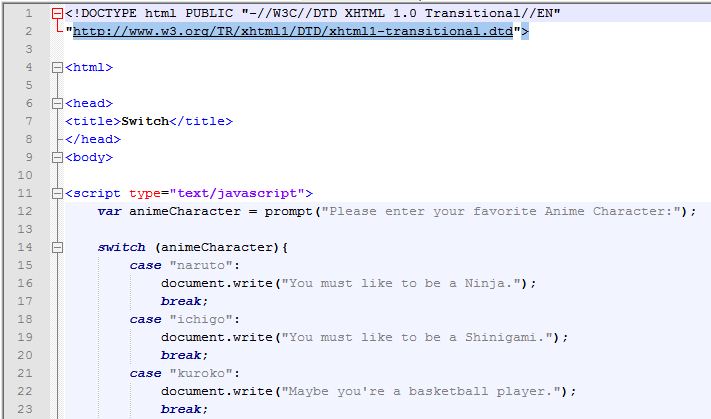 1 <!DOCTYPE html PUBLIC "-//W3C//DTD XHTML 1.0 Transitional//EN"
2 "http://www.w3.org/TR/xhtml1/DTD/xhtml1-transitional.dtd">
3
4 <html>
5
6 <head>
7 <title>Switch</title>
8 </head>
9 <body>
10
11 <script type="text/javascript">
12 var animeCharacter = prompt("Please enter your favorite Anime Character:");
13
14 switch (animeCharacter){
15 case "naruto":
16 document.write("You must like to be a Ninja.");
17 break;
18 case "ichigo":
19 document.write("You must like to be a Shinigami.");
20 break;
21 case "kuroko":
22 document.write("Maybe you're a basketball player.");
23 break;